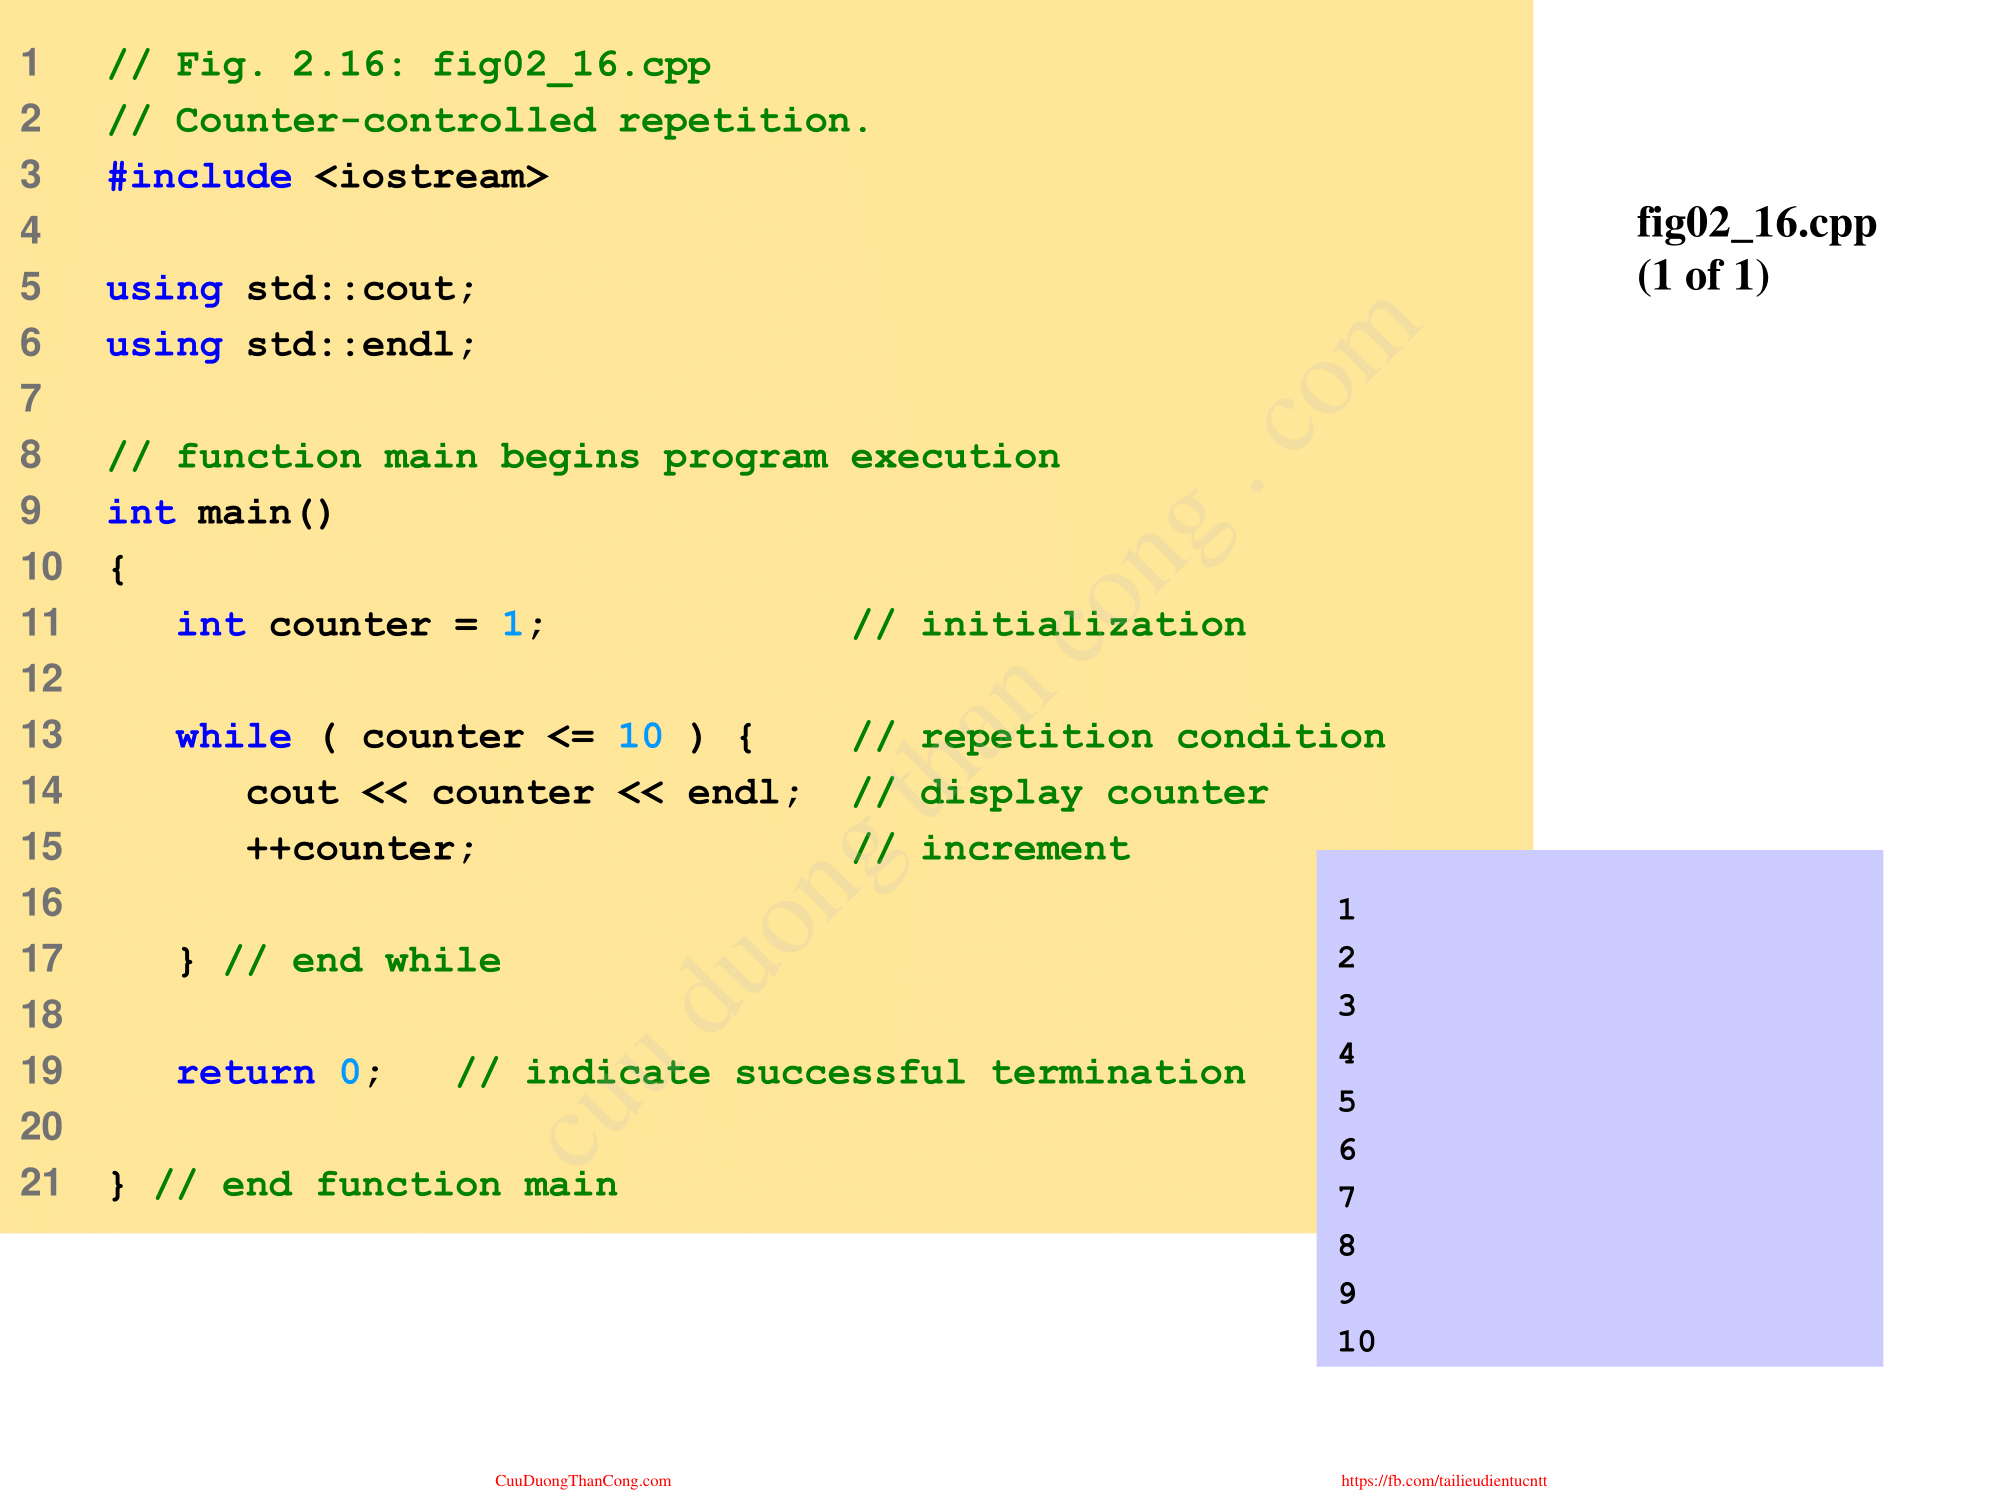 1 // Fig. 2.16: fig02_16.cpp
2 // Counter-controlled repetition.
3 #include <iostream>
4
5 using std::cout;
6 using std::endl;
7
8 // function main begins program execution
9 int main()
10 {
11    int counter = 1;             // initialization
12
13    while ( counter <= 10 ) {    // repetition condition
14       cout << counter << endl;  // display counter
15       ++counter;                // increment
16
17    } // end while
18
19    return 0;   // indicate successful termination
20
21 } // end function main
fig02_16.cpp
(1 of 1)
1
2
3
4
5
6
7
8
9
10
cuu duong than cong . com
CuuDuongThanCong.com
https://fb.com/tailieudientucntt